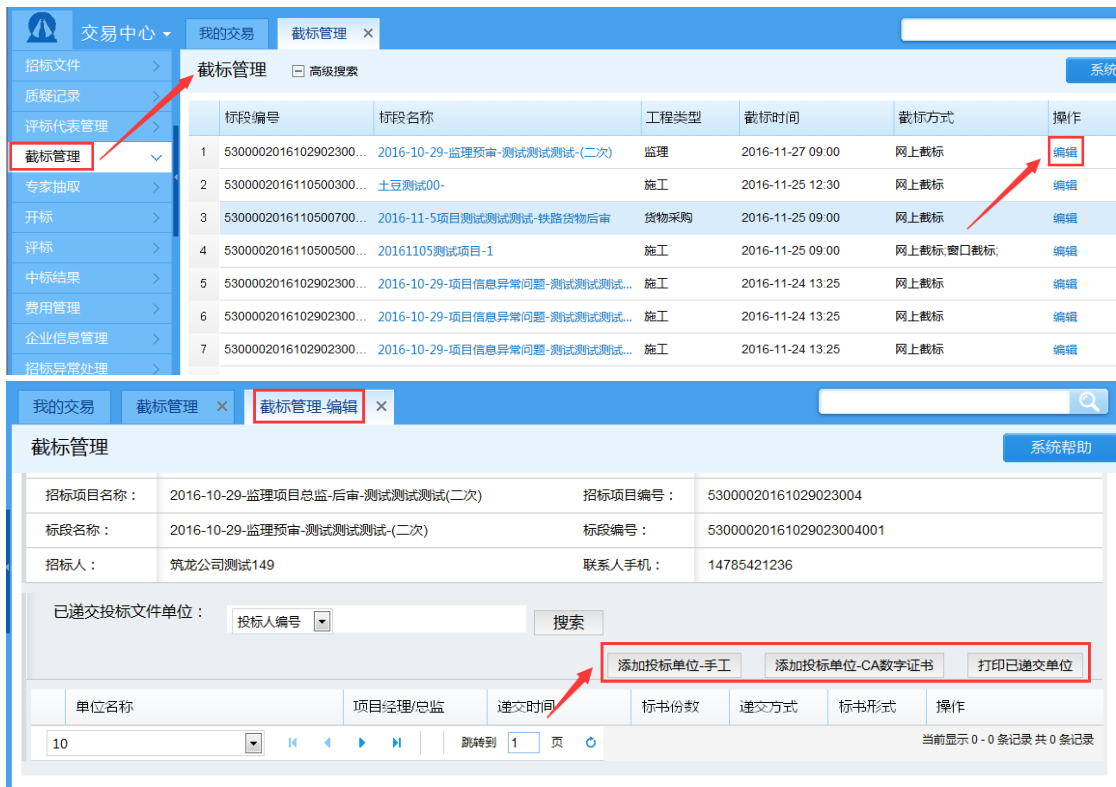 交易中心
我的交易 截标管理
招标文件
质疑记录
评标代表管理
截标管理
专家抽取
开标
评标
中标结果
费用管理
企业信息管理
招标异常处理
截标管理 高级搜索
系统
标段编号 标段名称 工程类型 截标时间 截标方式 操作
1 5300002016102902300... 2016-10-29-监理预审-测试测试测试-(二次) 监理 2016-11-27 09:00 网上截标 编辑
2 5300002016110500300... 土豆测试00- 施工 2016-11-25 12:30 网上截标 编辑
3 5300002016110500700... 2016-11-5项目测试测试测试-铁路货物后审 货物采购 2016-11-25 09:00 网上截标 编辑
4 5300002016110500500... 20161105测试项目-1 施工 2016-11-25 09:00 网上截标;窗口截标; 编辑
5 5300002016102902300... 2016-10-29-项目信息异常问题-测试测试测试... 施工 2016-11-24 13:25 网上截标 编辑
6 5300002016102902300... 2016-10-29-项目信息异常问题-测试测试测试... 施工 2016-11-24 13:25 网上截标 编辑
7 5300002016102902300... 2016-10-29-项目信息异常问题-测试测试测试... 施工 2016-11-24 13:25 网上截标 编辑
我的交易 截标管理 截标管理-编辑
截标管理 系统帮助
招标项目名称： 2016-10-29-监理项目总监-后审-测试测试测试(二次) 招标项目编号： 53000020161029023004
标段名称： 2016-10-29-监理预审-测试测试测试-(二次) 标段编号： 53000020161029023004001
招标人： 筑龙公司测试149 联系人手机： 14785421236
已递交投标文件单位： 投标人编号 搜索
添加投标单位-手工 添加投标单位-CA数字证书 打印已递交单位
单位名称 项目经理/总监 递交时间 标书份数 递交方式 标书形式 操作
10 跳转到 1 页 当前显示 0 - 0 条记录 共 0 条记录